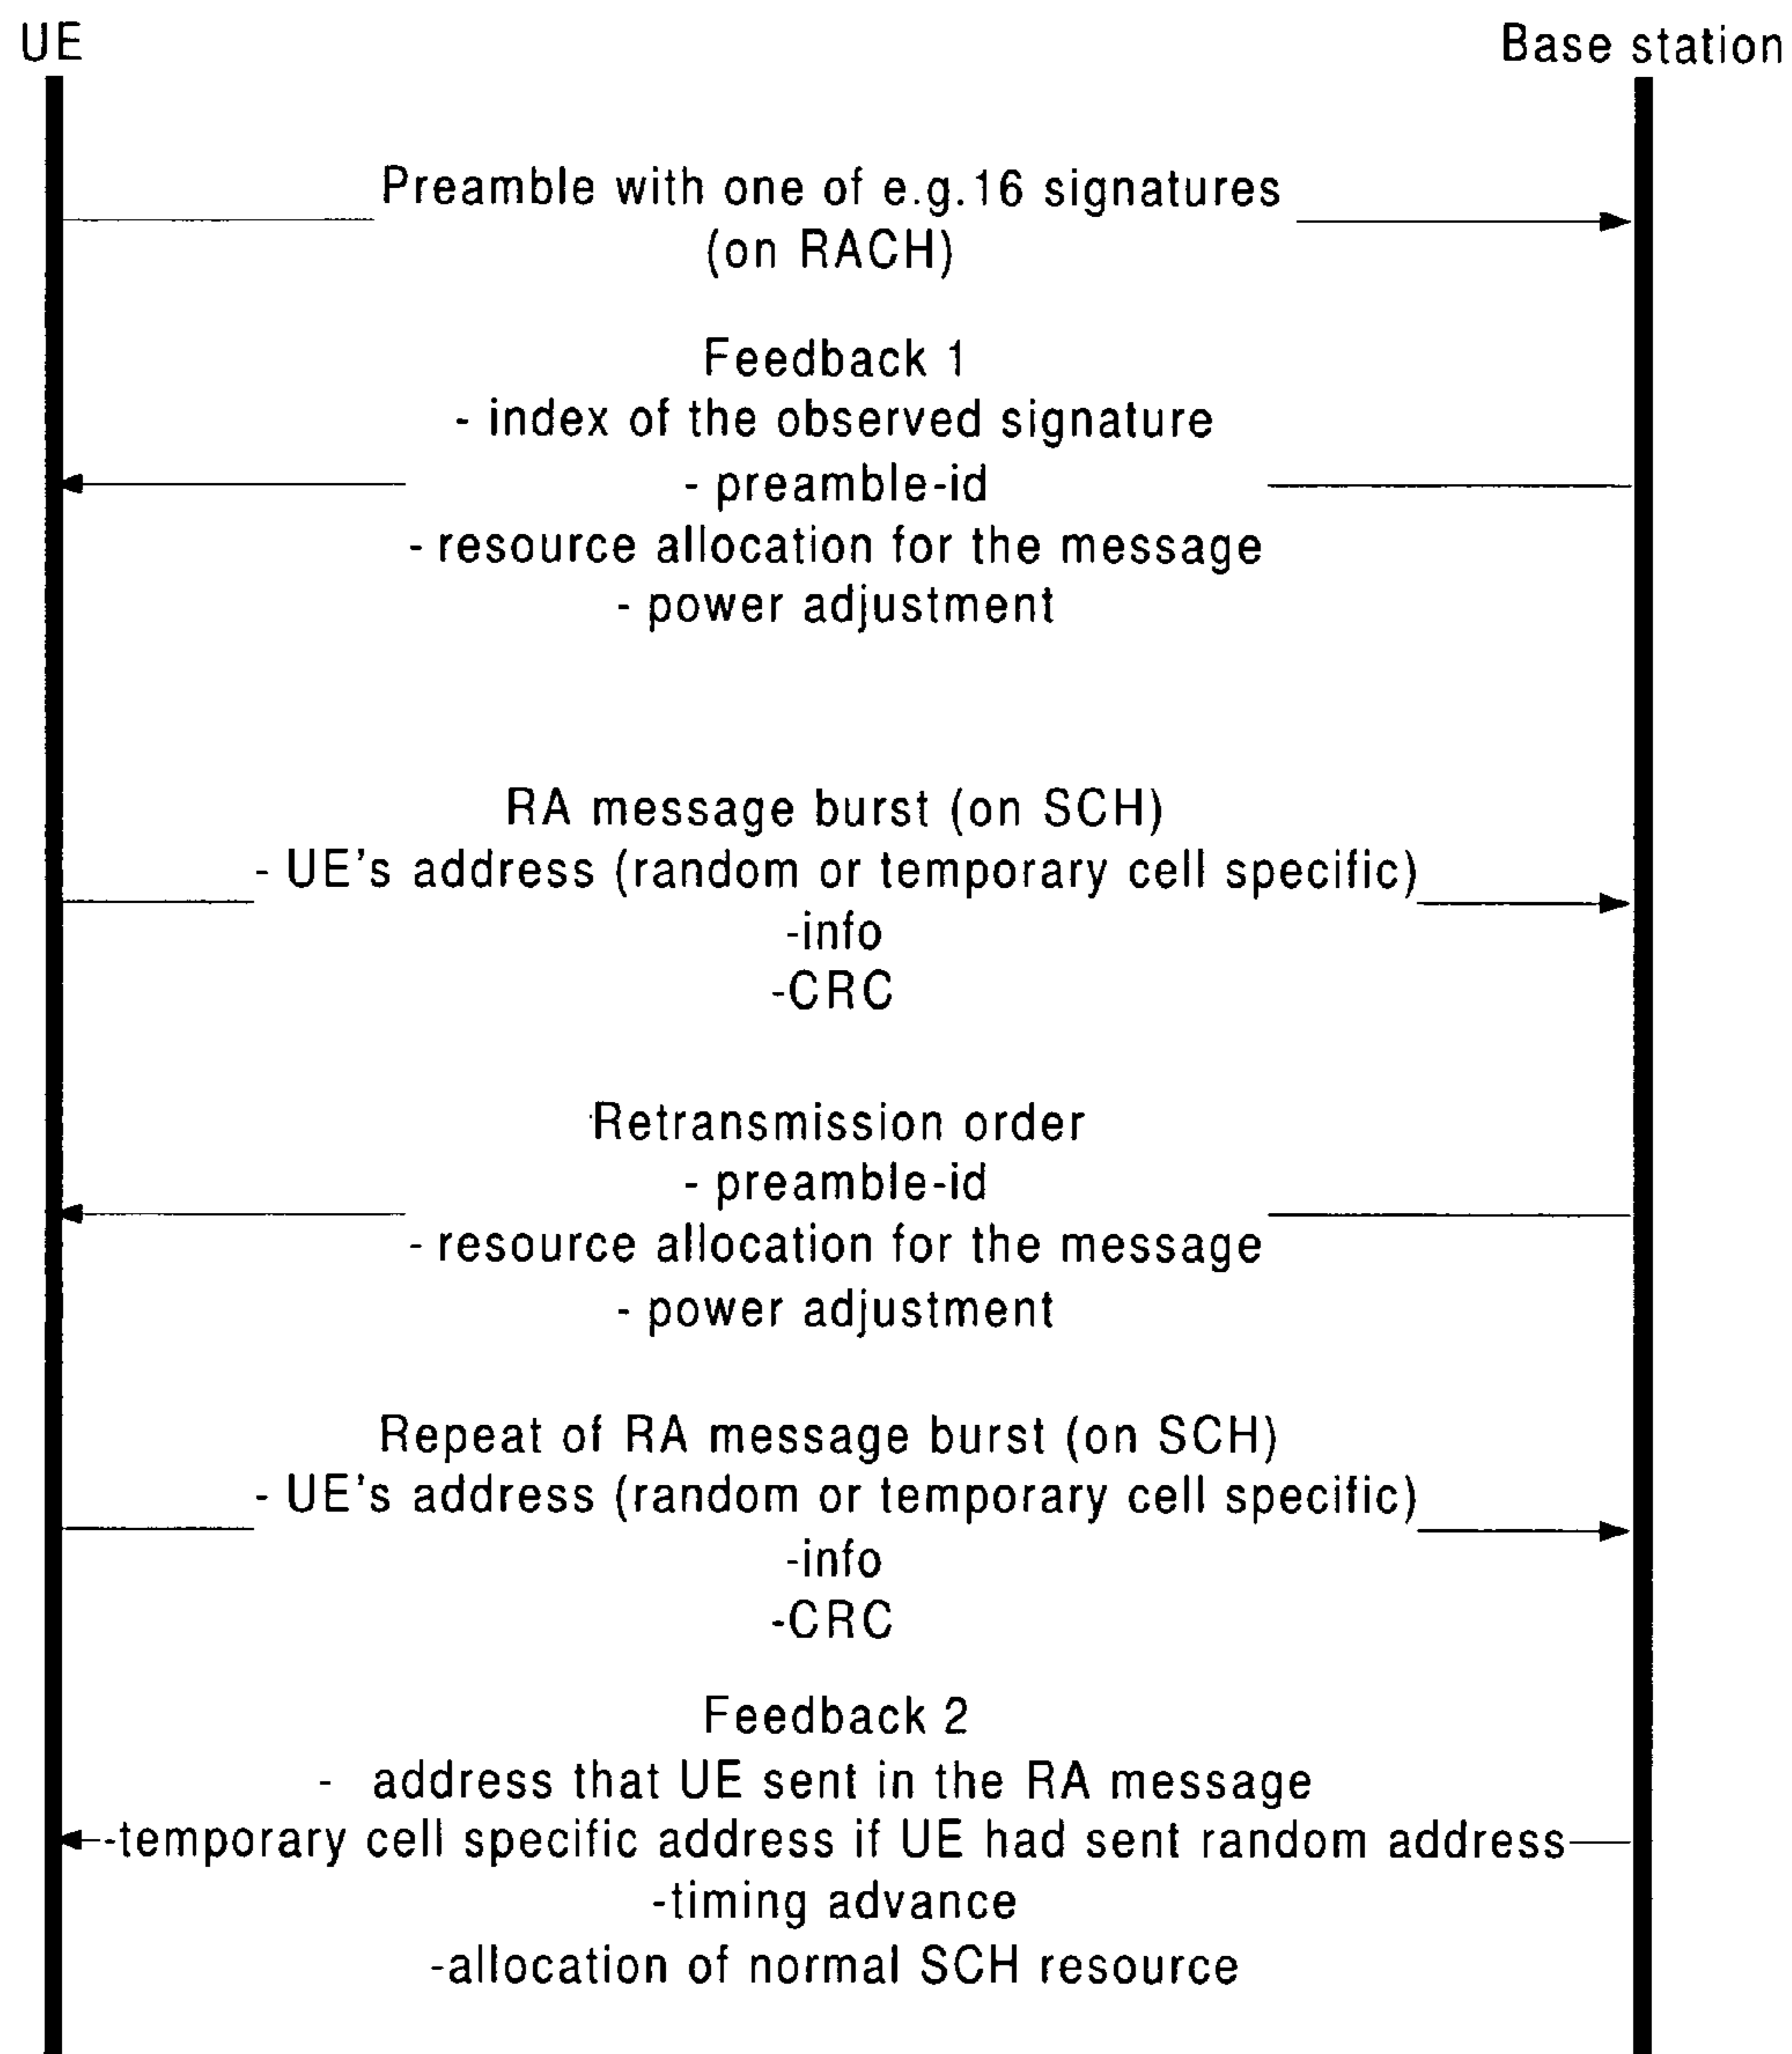 UE
Base station
Preamble with one of e.g.16 signatures
(on RACH)
Feedback 1
- index of the observed signature
- preamble-id
- resource allocation for the message
- power adjustment
RA message burst (on SCH)
- UE's address (random or temporary cell specific)
-info
-CRC
Retransmission order
- preamble-id
- resource allocation for the message
- power adjustment
Repeat of RA message burst (on SCH)
- UE's address (random or temporary cell specific)
-info
-CRC
Feedback 2
- address that UE sent in the RA message
-temporary cell specific address if UE had sent random address
-timing advance
-allocation of normal SCH resource